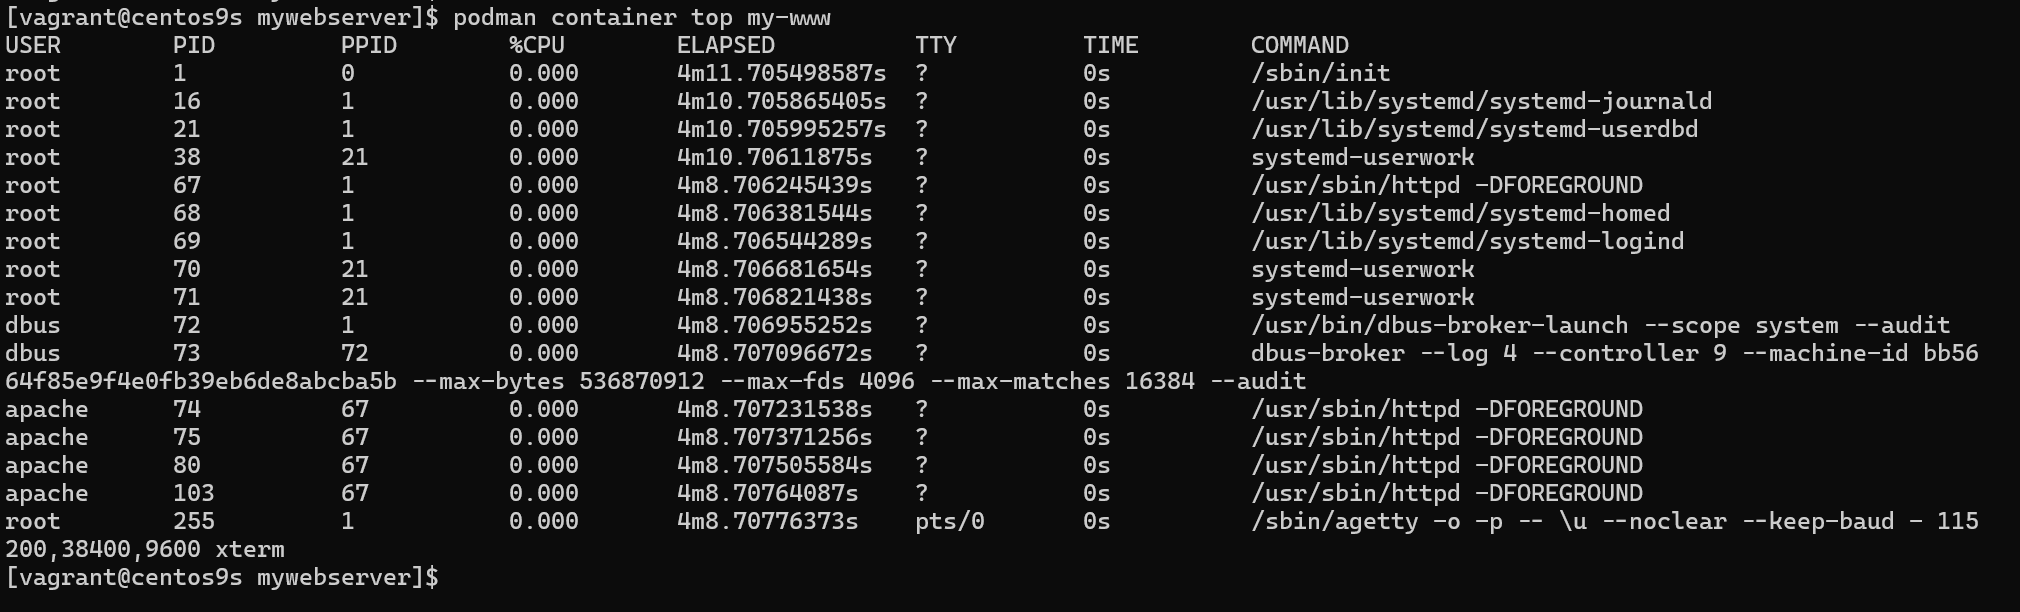 [vagrant@centos9s mywebserver]$ podman container top my-www
USER        PID         PPID        %CPU        ELAPSED          TTY         TIME        COMMAND
root        1           0           0.000       4m11.705498587s  ?           0s          /sbin/init
root        16          1           0.000       4m10.705865405s  ?           0s          /usr/lib/systemd/systemd-journald
root        21          1           0.000       4m10.705995257s  ?           0s          /usr/lib/systemd/systemd-userdbd
root        38          21          0.000       4m10.70611875s   ?           0s          systemd-userwork
root        67          1           0.000       4m8.706245439s   ?           0s          /usr/sbin/httpd -DFOREGROUND
root        68          1           0.000       4m8.706381544s   ?           0s          /usr/lib/systemd/systemd-homed
root        69          1           0.000       4m8.706544289s   ?           0s          /usr/lib/systemd/systemd-logind
root        70          21          0.000       4m8.706681654s   ?           0s          systemd-userwork
root        71          21          0.000       4m8.706821438s   ?           0s          systemd-userwork
dbus        72          1           0.000       4m8.706955252s   ?           0s          /usr/bin/dbus-broker-launch --scope system --audit
dbus        73          72          0.000       4m8.707096672s   ?           0s          dbus-broker --log 4 --controller 9 --machine-id bb56
64f85e9f4e0fb39eb6de8abcba5b --max-bytes 536870912 --max-fds 4096 --max-matches 16384 --audit
apache      74          67          0.000       4m8.707231538s   ?           0s          /usr/sbin/httpd -DFOREGROUND
apache      75          67          0.000       4m8.707371256s   ?           0s          /usr/sbin/httpd -DFOREGROUND
apache      80          67          0.000       4m8.707505584s   ?           0s          /usr/sbin/httpd -DFOREGROUND
apache      103         67          0.000       4m8.70764087s    ?           0s          /usr/sbin/httpd -DFOREGROUND
root        255         1           0.000       4m8.70776373s    pts/0       0s          /sbin/agetty -o -p -- \u --noclear --keep-baud - 115
200,38400,9600 xterm
[vagrant@centos9s mywebserver]$